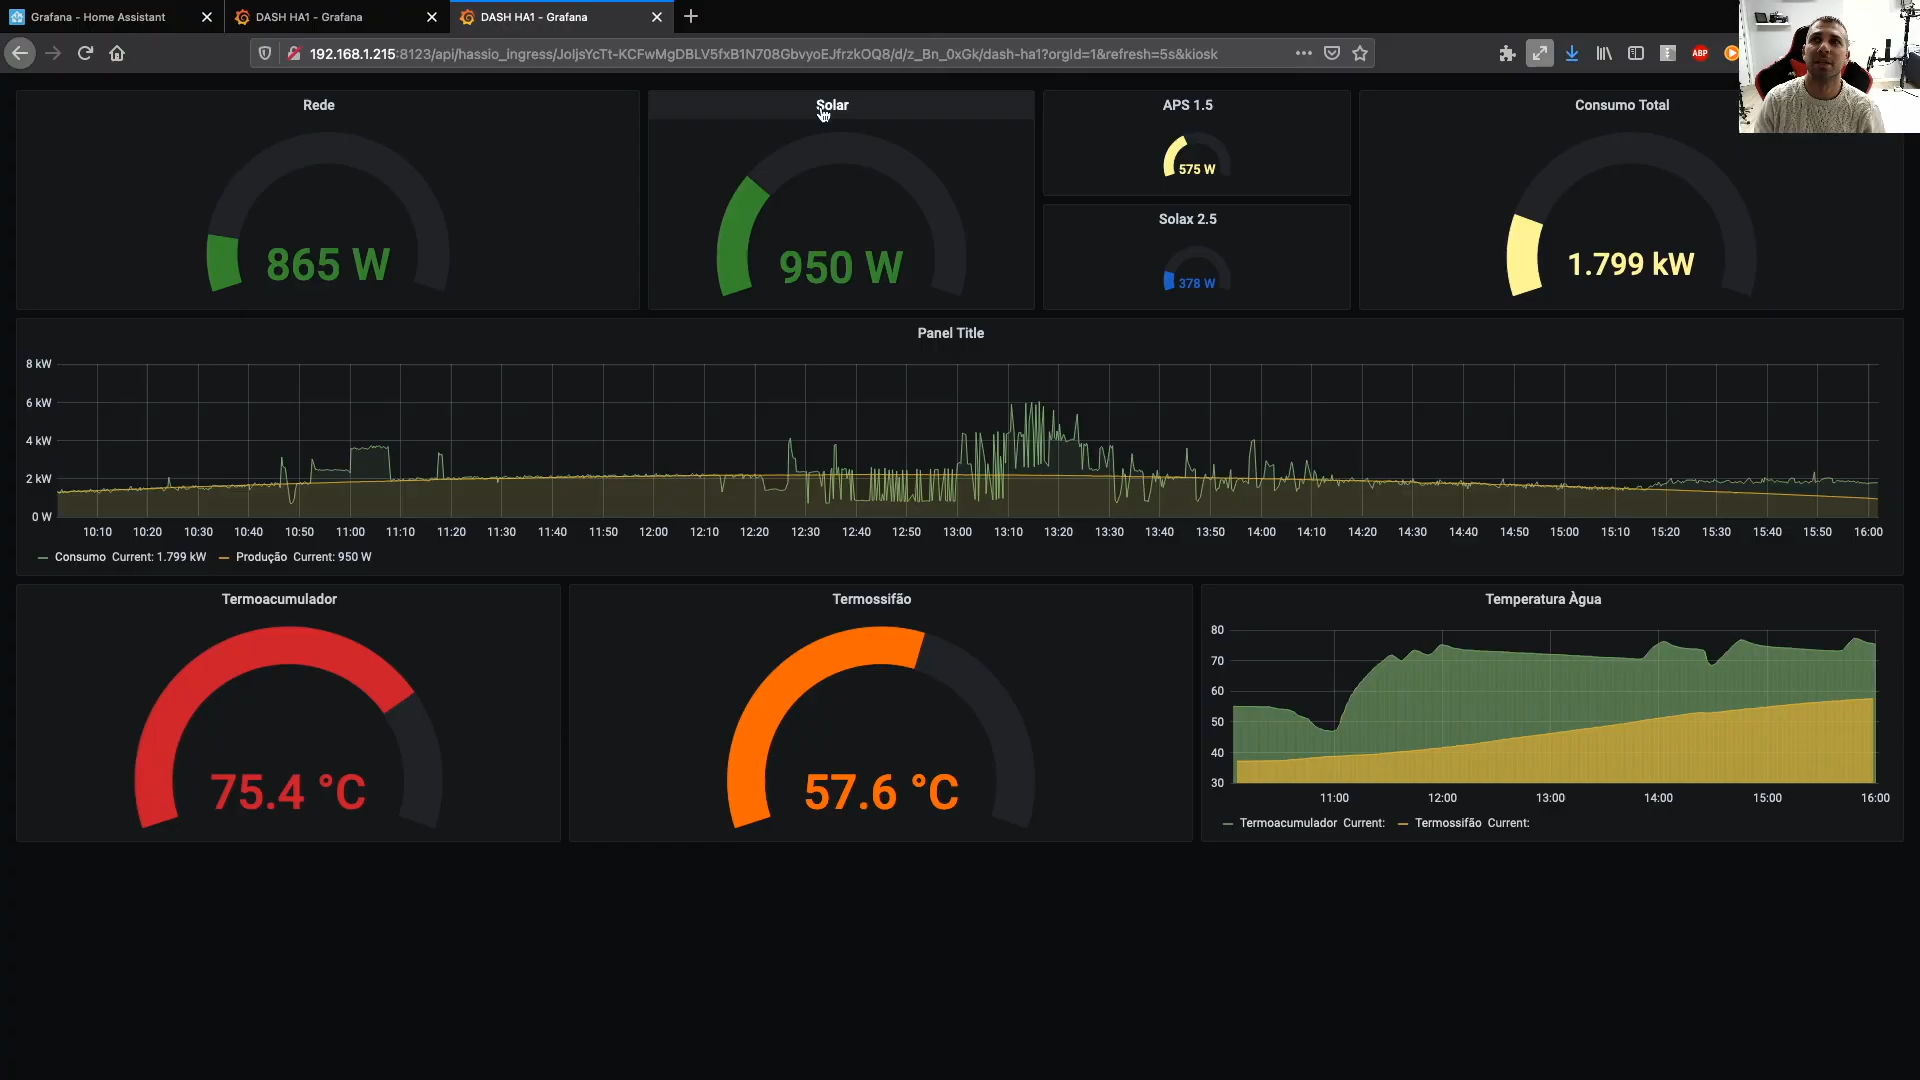 Grafana - Home Assistant
DASH HA1 - Grafana
DASH HA1 - Grafana
192.168.1.215:8123/api/hassio_ingress/JoljsYcTt-KCFwMgDBLV5fxB1N708GbvyoEJfrzkOQ8/d/z_Bn_0xGk/dash-ha1?orgId=1&refresh=5s&kiosk
ABP
Rede
865 W
Solar
950 W
APS 1.5
575 W
Solax 2.5
378 W
Consumo Total
1.799 kW
Panel Title
8 kW
6 kW
4 kW
2 kW
0 W
10:10 10:20 10:30 10:40 10:50 11:00 11:10 11:20 11:30 11:40 11:50 12:00 12:10 12:20 12:30 12:40 12:50 13:00 13:10 13:20 13:30 13:40 13:50 14:00 14:10 14:20 14:30 14:40 14:50 15:00 15:10 15:20 15:30 15:40 15:50 16:00
Consumo Current: 1.799 kW Produção Current: 950 W
Termoacumulador
75.4 °C
Termossifão
57.6 °C
Temperatura Àgua
80
70
60
50
40
30
11:00 12:00 13:00 14:00 15:00 16:00
Termoacumulador Current: Termossifão Current: